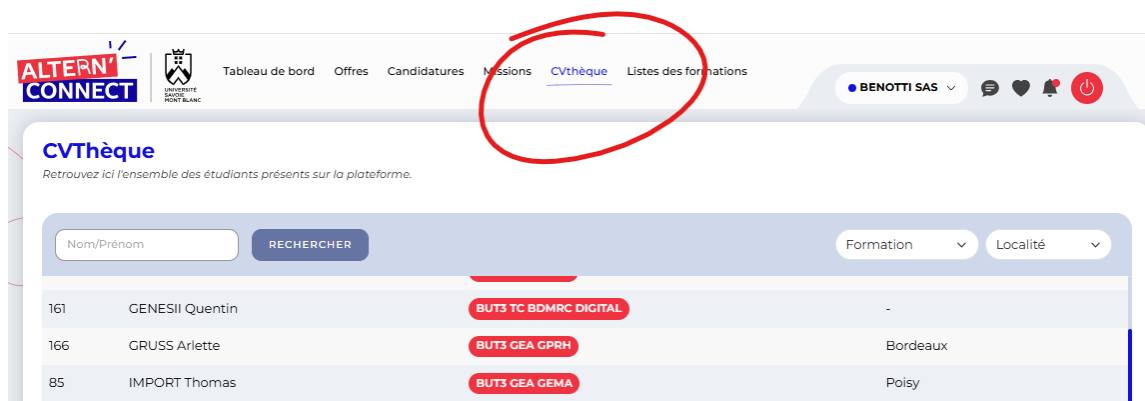 ALTERN'
CONNECT
UNIVERSITÉ
SAVOIE
MONT BLANC
Tableau de bord Offres Candidatures Missions CVthèque Listes des formations
BENOTTI SAS
CVThèque
Retrouvez ici l'ensemble des étudiants présents sur la plateforme.
Nom/Prénom RECHERCHER Formation Localité
161 GENESII Quentin BUT3 TC BDMRC DIGITAL -
166 GRUSS Arlette BUT3 GEA GPRH Bordeaux
85 IMPORT Thomas BUT3 GEA GEMA Poisy